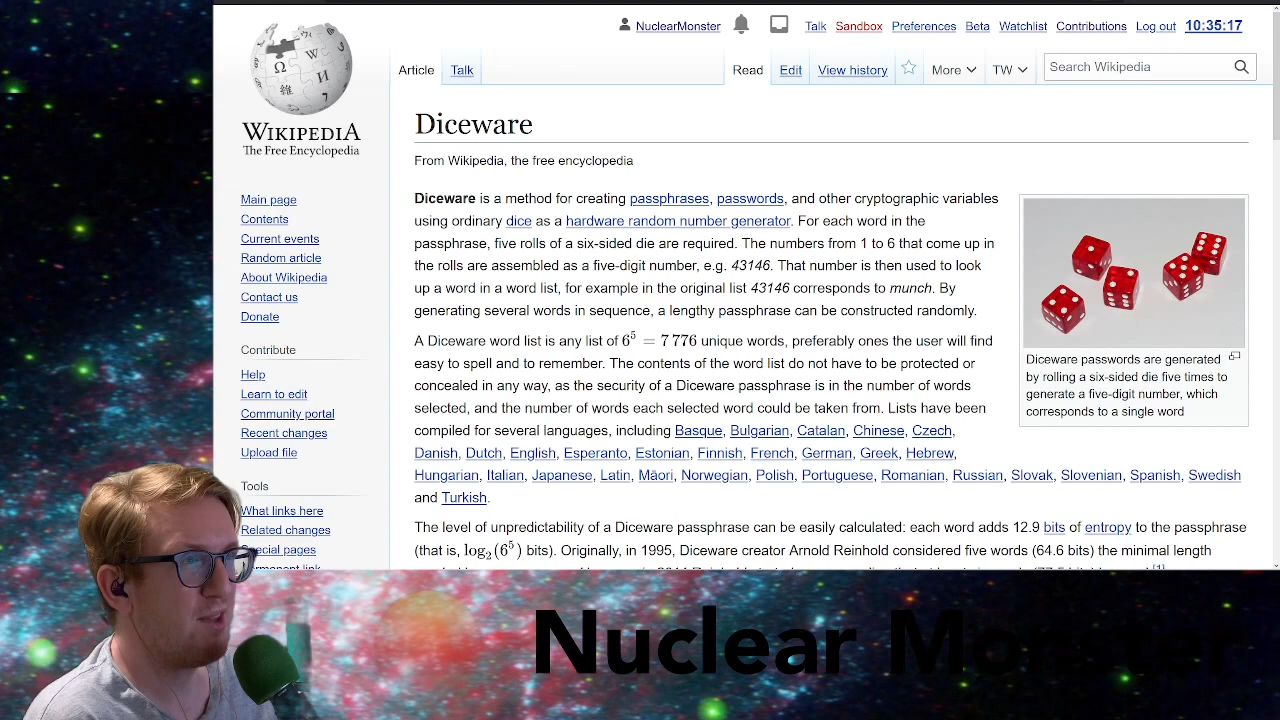 NuclearMonster Talk Sandbox Preferences Beta Watchlist Contributions Log out 10:35:17
Article Talk Read Edit View history More TW Search Wikipedia
Ω W И 維
WIKIPEDIA
The Free Encyclopedia
Main page
Contents
Current events
Random article
About Wikipedia
Contact us
Donate
Contribute
Help
Learn to edit
Community portal
Recent changes
Upload file
Tools
What links here
Related changes
Special pages
Diceware
From Wikipedia, the free encyclopedia
Diceware is a method for creating passphrases, passwords, and other cryptographic variables
using ordinary dice as a hardware random number generator. For each word in the
passphrase, five rolls of a six-sided die are required. The numbers from 1 to 6 that come up in
the rolls are assembled as a five-digit number, e.g. 43146. That number is then used to look
up a word in a word list, for example in the original list 43146 corresponds to munch. By
generating several words in sequence, a lengthy passphrase can be constructed randomly.
A Diceware word list is any list of 6⁵ = 7 776 unique words, preferably ones the user will find
easy to spell and to remember. The contents of the word list do not have to be protected or
concealed in any way, as the security of a Diceware passphrase is in the number of words
selected, and the number of words each selected word could be taken from. Lists have been
compiled for several languages, including Basque, Bulgarian, Catalan, Chinese, Czech,
Danish, Dutch, English, Esperanto, Estonian, Finnish, French, German, Greek, Hebrew,
Hungarian, Italian, Japanese, Latin, Māori, Norwegian, Polish, Portuguese, Romanian, Russian, Slovak, Slovenian, Spanish, Swedish
and Turkish.
The level of unpredictability of a Diceware passphrase can be easily calculated: each word adds 12.9 bits of entropy to the passphrase
(that is, log₂(6⁵) bits). Originally, in 1995, Diceware creator Arnold Reinhold considered five words (64.6 bits) the minimal length
Diceware passwords are generated
by rolling a six-sided die five times to
generate a five-digit number, which
corresponds to a single word
Nuclear Monster